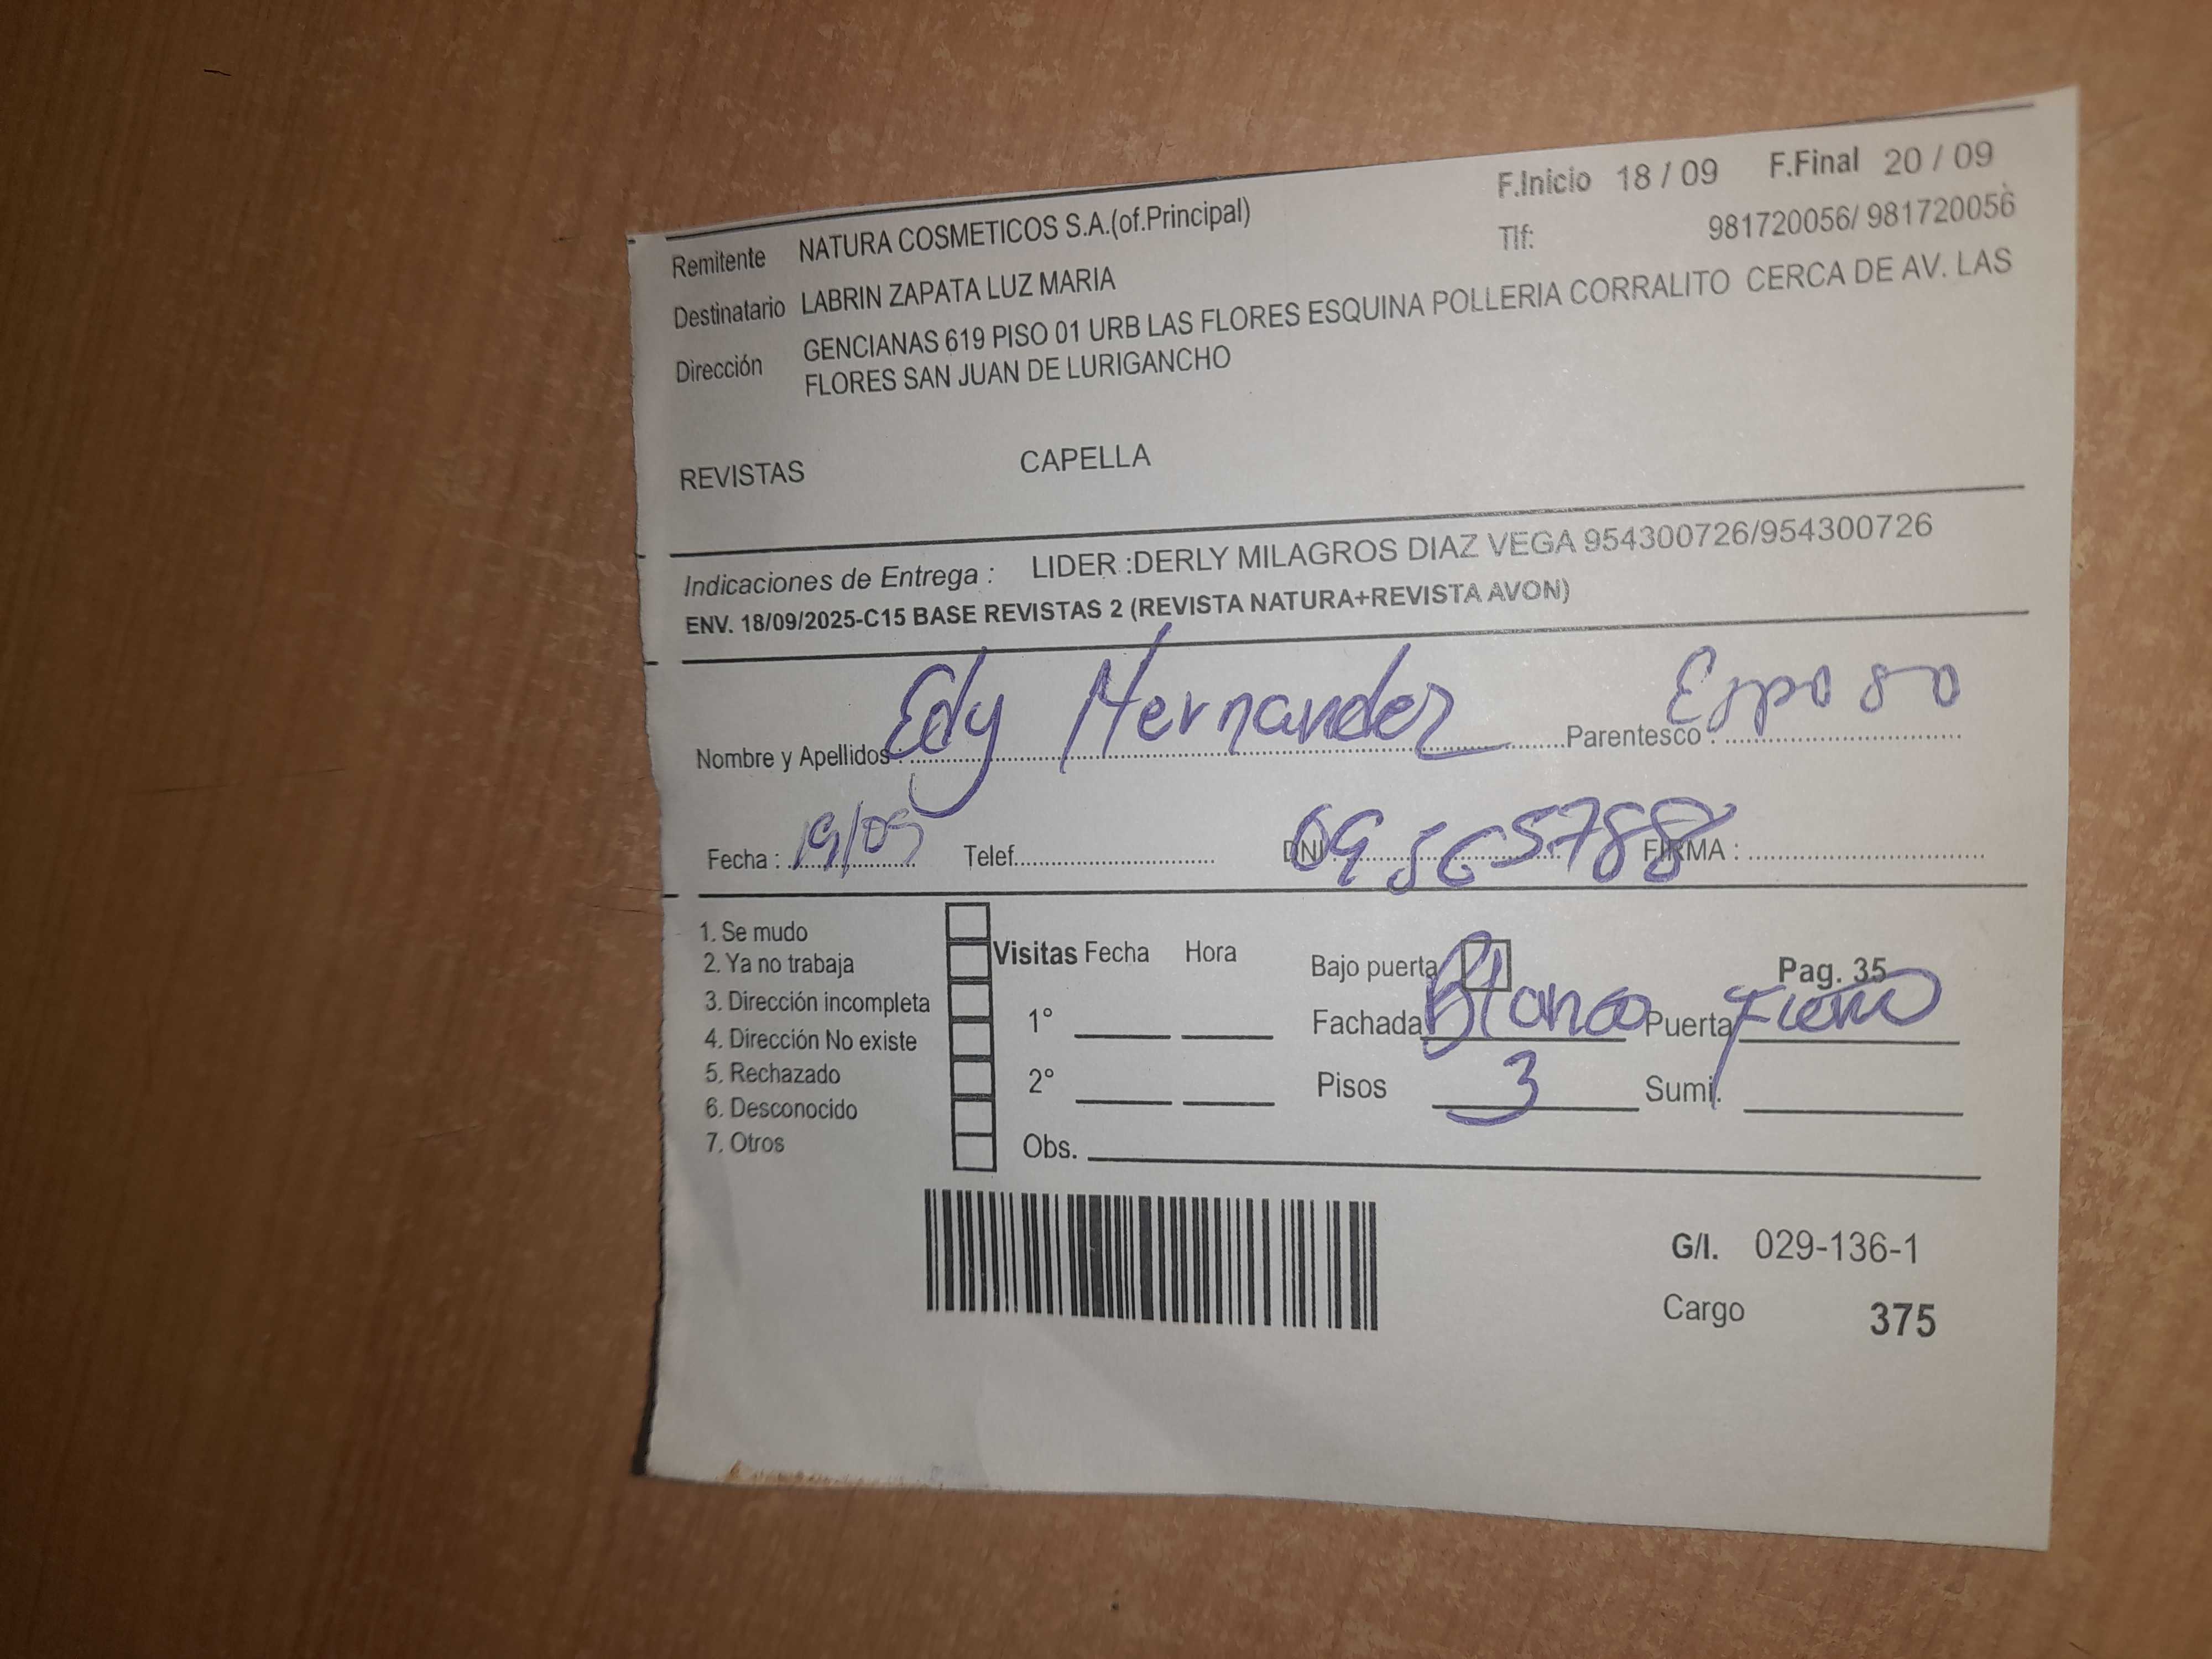 F.Inicio 18 / 09 F.Final 20 / 09
Remitente NATURA COSMETICOS S.A.(of.Principal) Tlf: 981720056/ 981720056
Destinatario LABRIN ZAPATA LUZ MARIA
Dirección GENCIANAS 619 PISO 01 URB LAS FLORES ESQUINA POLLERIA CORRALITO CERCA DE AV. LAS
FLORES SAN JUAN DE LURIGANCHO
REVISTAS CAPELLA
Indicaciones de Entrega : LIDER :DERLY MILAGROS DIAZ VEGA 954300726/954300726
ENV. 18/09/2025-C15 BASE REVISTAS 2 (REVISTA NATURA+REVISTA AVON)
Nombre y Apellidos : Edy Hernandez Parentesco : Esposo
Fecha : 19/09 Telef. DNI FIRMA :
1. Se mudo
2. Ya no trabaja Visitas Fecha Hora Bajo puerta Pag. 35
3. Dirección incompleta 1° Fachada Blanco Puerta Fierro
4. Dirección No existe
5. Rechazado 2° Pisos 3 Sumi.
6. Desconocido
7. Otros Obs.
G/I. 029-136-1
Cargo 375